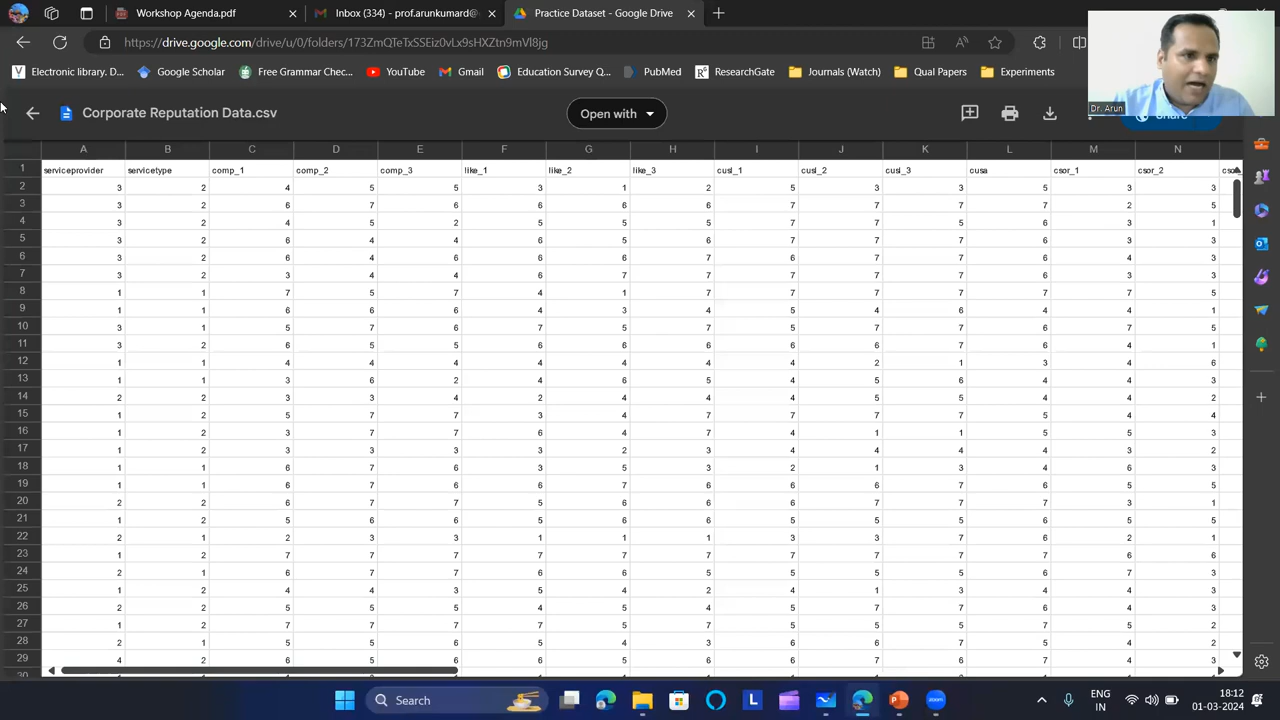 Workshop Agenda.pdf
Inbox (334) - prof.arunkumard@
Practice Dataset - Google Drive
Electronic library. D...
Google Scholar
Free Grammar Chec...
YouTube
Gmail
Education Survey Q...
PubMed
ResearchGate
Journals (Watch)
Qual Papers
Experiments
Dr. Arun
Corporate Reputation Data.csv
Open with
Share
A B C D E F G H I J K L M N
1 serviceprovider servicetype comp_1 comp_2 comp_3 like_1 like_2 like_3 cusl_1 cusl_2 cusl_3 cusa csor_1 csor_2
2 3 2 4 5 5 3 1 2 5 3 3 5 3 3
3 3 2 6 7 6 6 6 6 7 7 7 7 2 5
4 3 2 4 5 2 5 5 5 7 7 5 6 3 1
5 3 2 6 4 4 6 5 6 7 7 7 6 3 3
6 3 2 6 4 6 6 6 7 6 7 7 6 4 3
7 3 2 3 4 4 6 7 7 7 7 7 6 3 3
8 1 1 7 5 7 4 1 7 7 7 7 7 7 5
9 1 1 6 6 6 4 3 4 5 4 6 4 4 1
10 3 1 5 7 6 7 5 7 5 7 7 6 7 5
11 3 2 6 5 5 6 6 6 6 6 7 6 4 1
12 1 1 4 4 4 4 4 4 4 2 1 3 4 6
13 1 1 3 6 2 4 6 5 4 5 6 4 4 3
14 2 2 3 3 4 2 4 4 4 5 5 4 4 2
15 1 2 5 7 7 3 4 7 7 7 7 5 4 4
16 1 2 3 7 7 6 4 7 4 1 1 5 5 3
17 1 2 3 3 3 3 2 3 4 4 4 4 3 2
18 1 1 6 7 6 3 5 3 2 1 3 4 6 3
19 1 1 6 7 6 6 7 6 6 6 7 6 5 5
20 2 2 6 7 7 5 6 6 6 7 7 7 3 1
21 1 2 5 6 6 5 6 6 5 5 5 6 5 5
22 2 1 2 3 3 1 1 1 3 3 7 6 2 1
23 1 2 7 7 7 7 7 7 7 7 7 7 6 6
24 2 1 6 7 7 6 6 5 5 5 5 6 7 3
25 1 2 4 4 3 5 4 2 4 1 3 4 4 3
26 2 2 5 5 5 4 5 4 5 7 7 6 4 3
27 1 2 7 7 7 5 5 7 5 7 7 7 5 2
28 2 1 5 5 6 5 4 3 6 6 7 5 4 2
29 4 2 6 5 6 6 5 6 6 7 6 7 4 3
30
Search
ENG
IN
18:12
01-03-2024